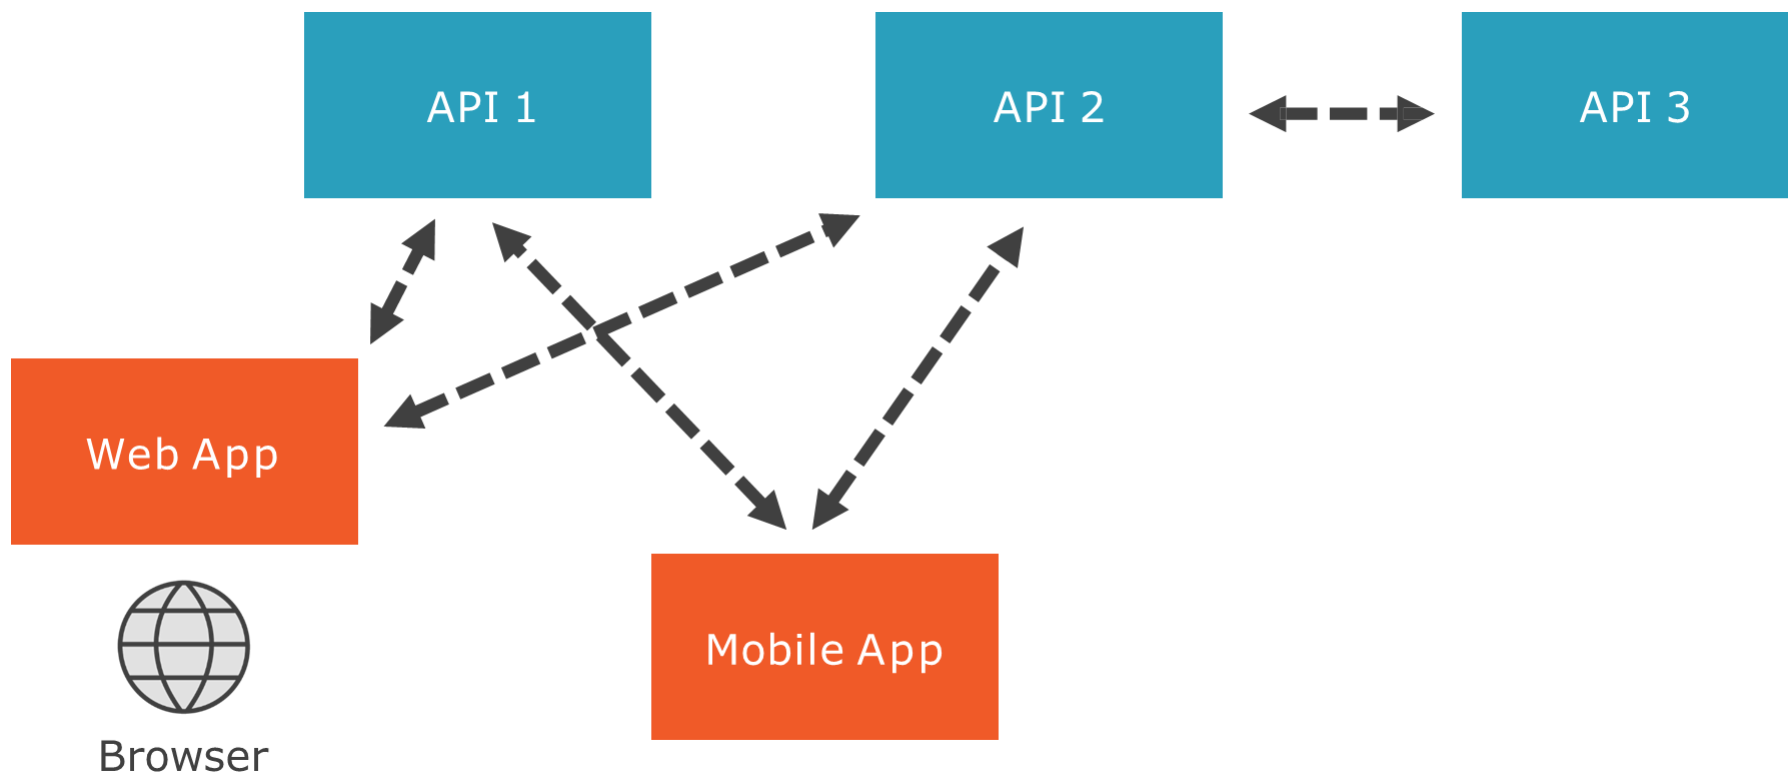 API 1
API 2
API 3
Web App
Mobile App
Browser